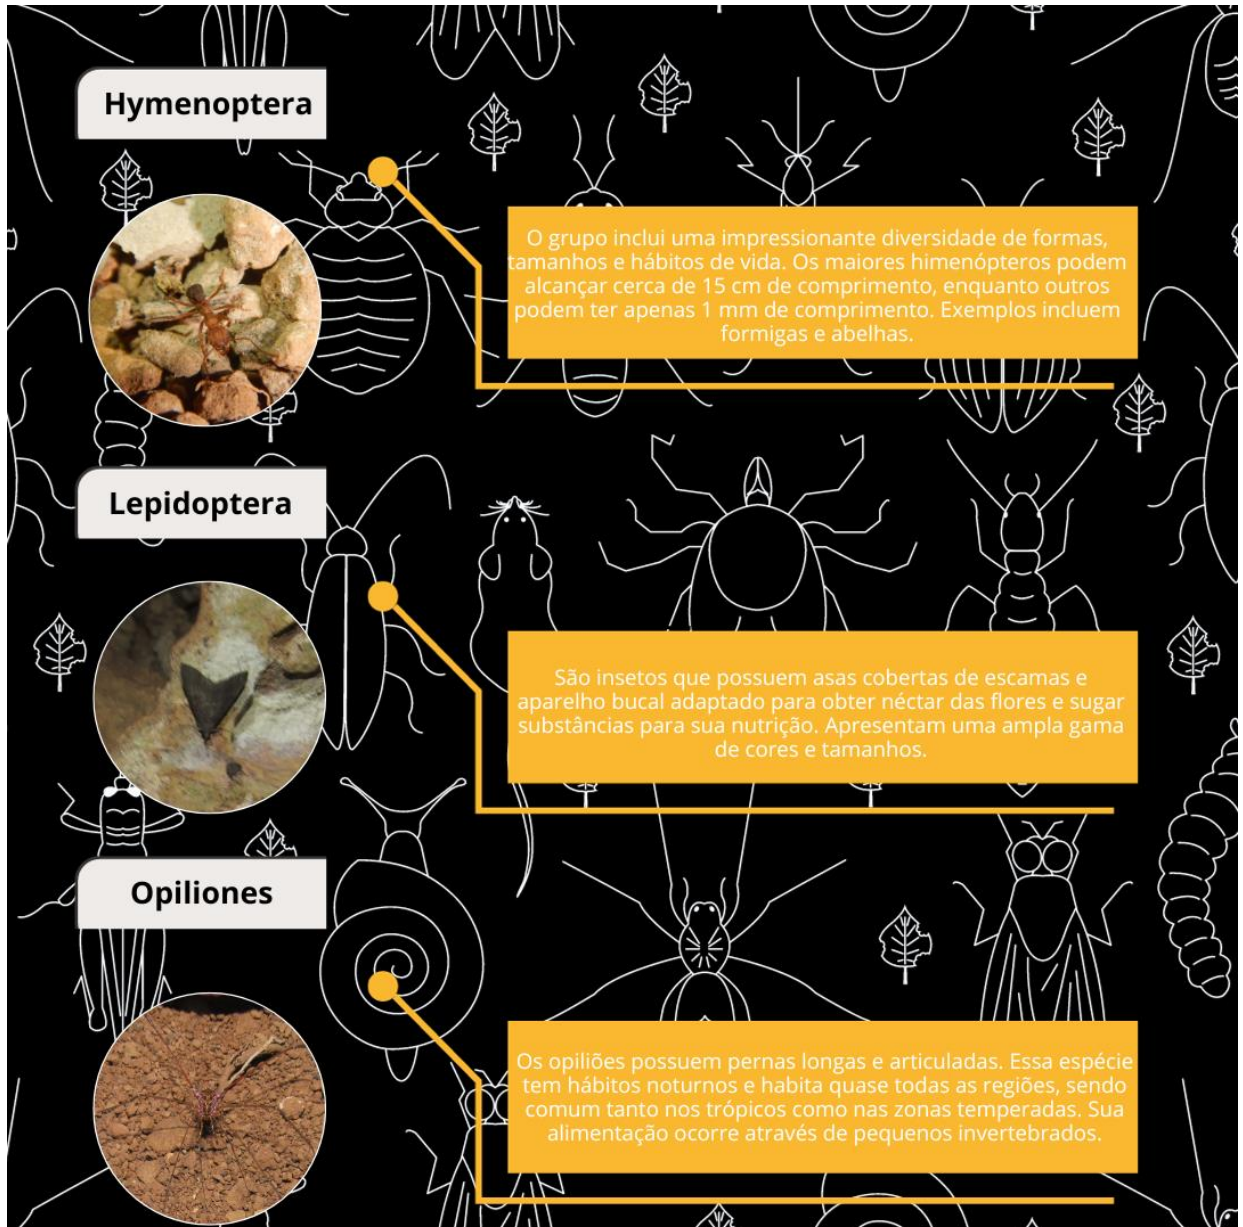 Hymenoptera
O grupo inclui uma impressionante diversidade de formas,
tamanhos e hábitos de vida. Os maiores himenópteros podem
alcançar cerca de 15 cm de comprimento, enquanto outros
podem ter apenas 1 mm de comprimento. Exemplos incluem
formigas e abelhas.
Lepidoptera
São insetos que possuem asas cobertas de escamas e
aparelho bucal adaptado para obter néctar das flores e sugar
substâncias para sua nutrição. Apresentam uma ampla gama
de cores e tamanhos.
Opiliones
Os opiliões possuem pernas longas e articuladas. Essa espécie
tem hábitos noturnos e habita quase todas as regiões, sendo
comum tanto nos trópicos como nas zonas temperadas. Sua
alimentação ocorre através de pequenos invertebrados.